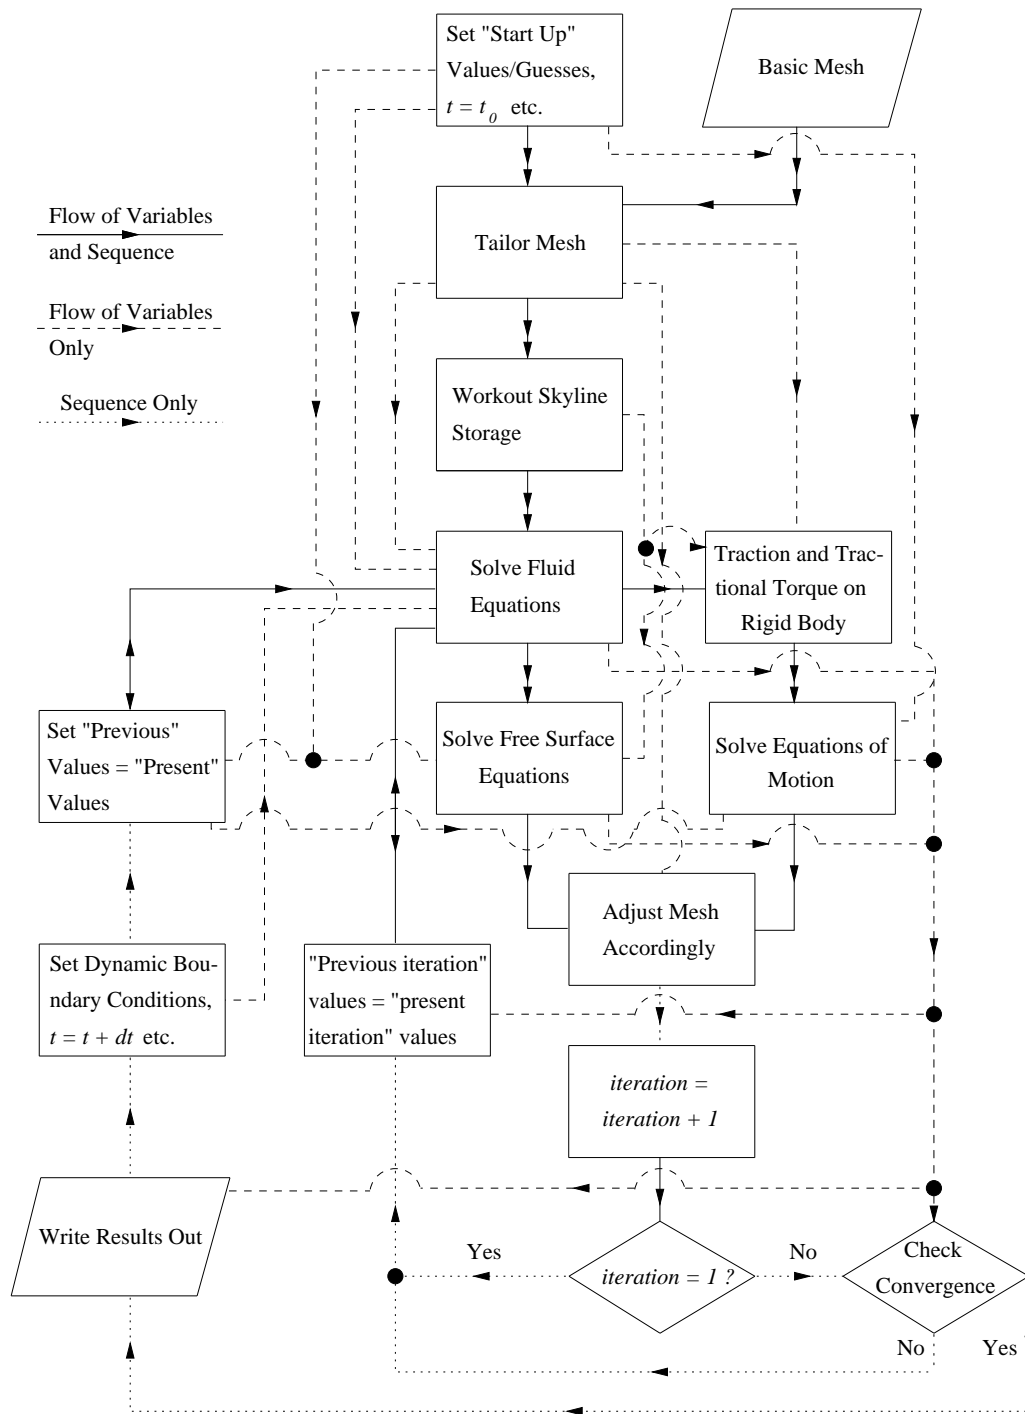 Set "Start Up"
Values/Guesses,
t = t0 etc.
Basic Mesh
Flow of Variables
and Sequence
Tailor Mesh
Flow of Variables
Only
Sequence Only
Workout Skyline
Storage
Solve Fluid
Equations
Traction and Trac-
tional Torque on
Rigid Body
Set "Previous"
Values = "Present"
Values
Solve Free Surface
Equations
Solve Equations of
Motion
Adjust Mesh
Accordingly
Set Dynamic Bou-
ndary Conditions,
t = t + dt etc.
"Previous iteration"
values = "present
iteration" values
iteration =
iteration + 1
Write Results Out
Yes
iteration = 1 ?
No
Check
Convergence
No
Yes